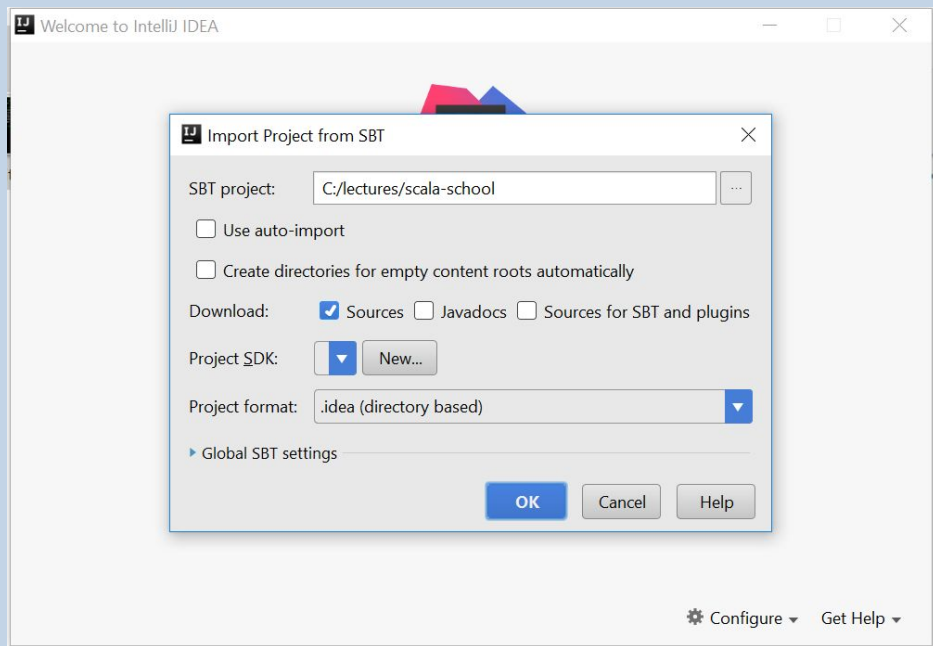 IJ Welcome to IntelliJ IDEA
IJ Import Project from SBT
SBT project: C:/lectures/scala-school ...
Use auto-import
Create directories for empty content roots automatically
Download: Sources Javadocs Sources for SBT and plugins
Project SDK: New...
Project format: .idea (directory based)
Global SBT settings
OK Cancel Help
Configure Get Help